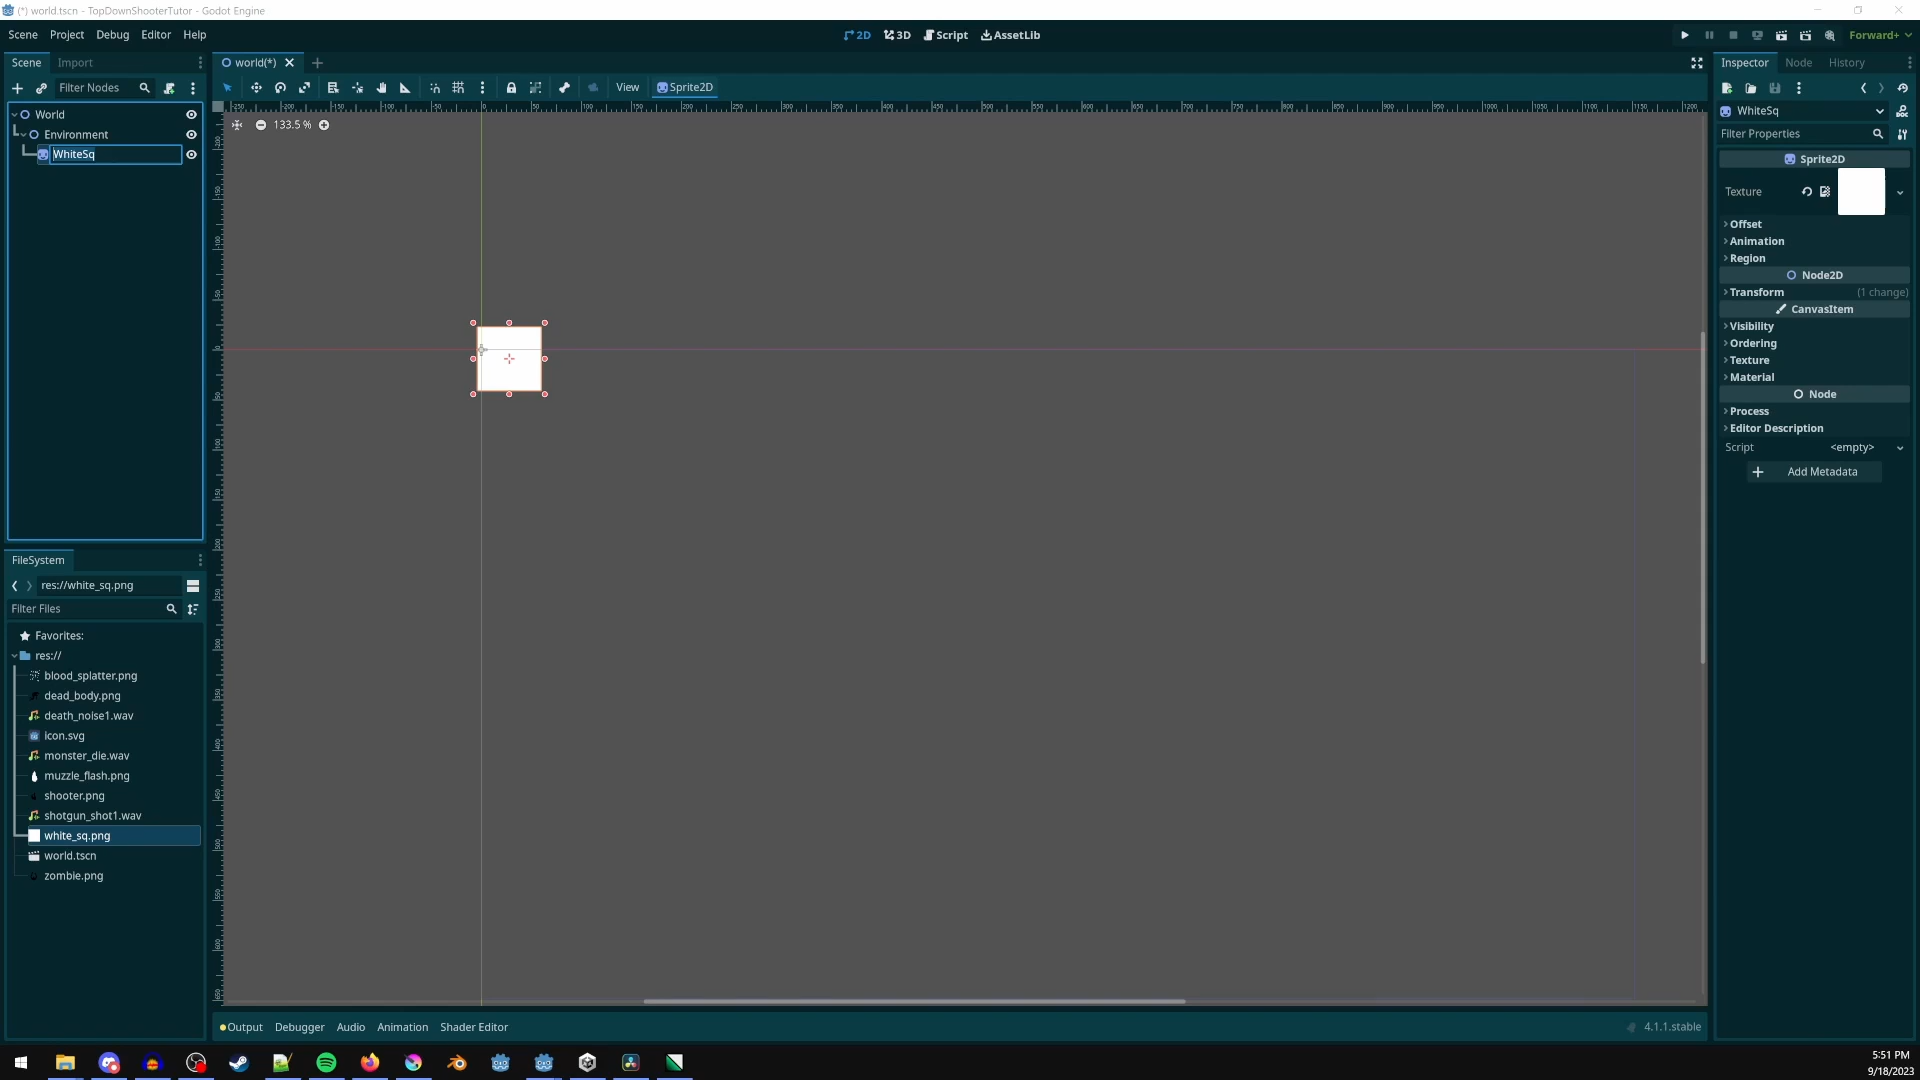 (*) world.tscn - TopDownShooterTutor - Godot Engine
Scene Project Debug Editor Help
2D 3D Script AssetLib
Forward+
Scene Import
Filter Nodes
World
Environment
WhiteSq
world(*)
View Sprite2D
133.5 %
FileSystem
res://white_sq.png
Filter Files
Favorites:
res://
blood_splatter.png
dead_body.png
death_noise1.wav
icon.svg
monster_die.wav
muzzle_flash.png
shooter.png
shotgun_shot1.wav
white_sq.png
world.tscn
zombie.png
Output Debugger Audio Animation Shader Editor
4.1.1.stable
Inspector Node History
WhiteSq
Filter Properties
Sprite2D
Texture
Offset
Animation
Region
Node2D
Transform (1 change)
CanvasItem
Visibility
Ordering
Texture
Material
Node
Process
Editor Description
Script <empty>
Add Metadata
5:51 PM
9/18/2023